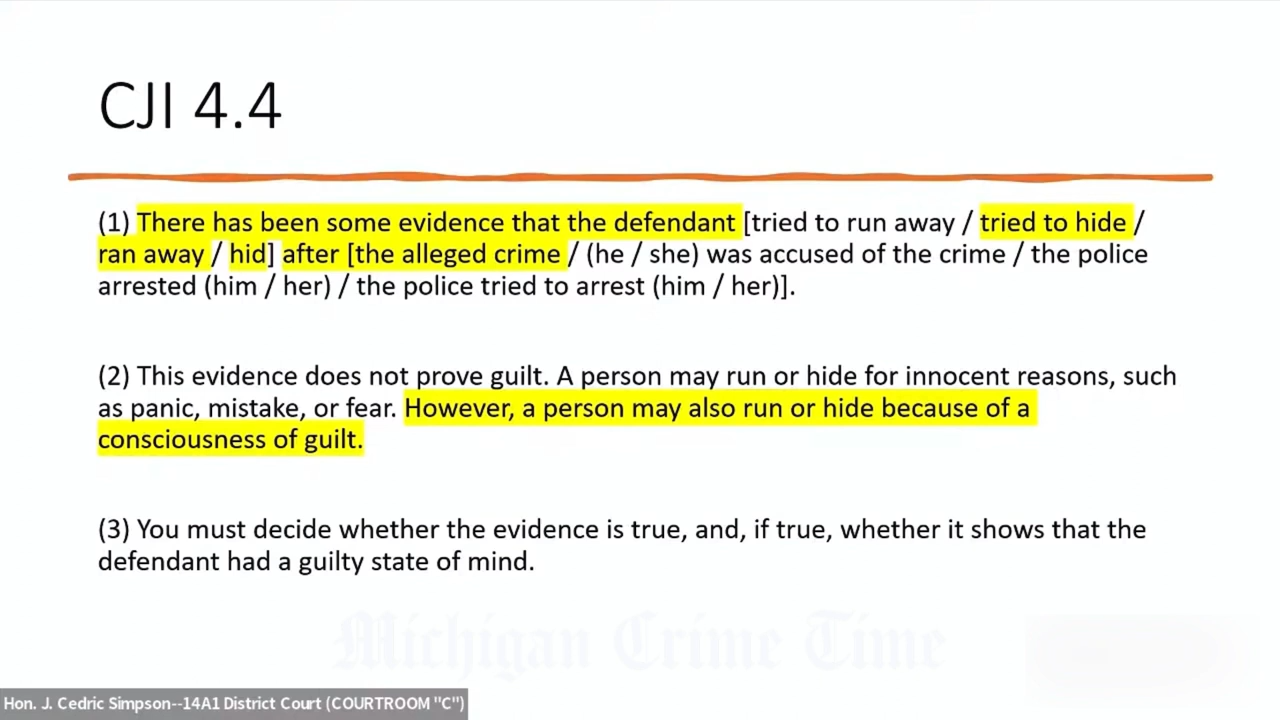 CJI 4.4
(1) There has been some evidence that the defendant [tried to run away / tried to hide /
ran away / hid] after [the alleged crime / (he / she) was accused of the crime / the police
arrested (him / her) / the police tried to arrest (him / her)].
(2) This evidence does not prove guilt. A person may run or hide for innocent reasons, such
as panic, mistake, or fear. However, a person may also run or hide because of a
consciousness of guilt.
(3) You must decide whether the evidence is true, and, if true, whether it shows that the
defendant had a guilty state of mind.
Michigan Crime Time
Hon. J. Cedric Simpson--14A1 District Court (COURTROOM "C")